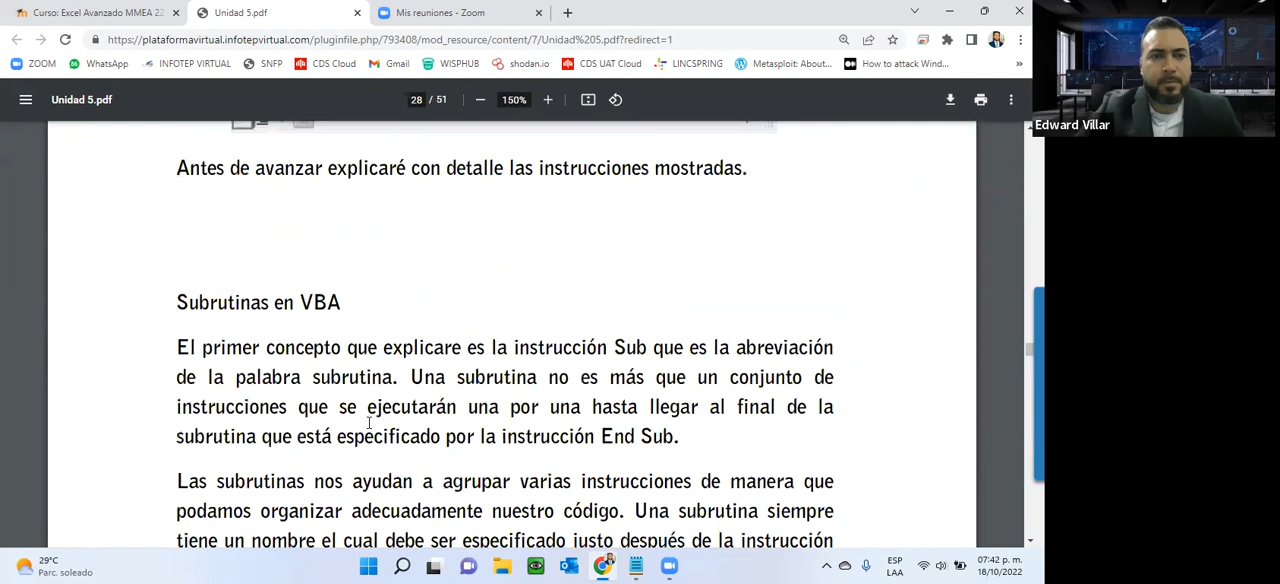 Curso: Excel Avanzado MMEA 22
Unidad 5.pdf
Mis reuniones - Zoom
https://plataformavirtual.infotepvirtual.com/pluginfile.php/793408/mod_resource/content/7/Unidad%205.pdf?redirect=1
ZOOM WhatsApp INFOTEP VIRTUAL SNFP CDS Cloud Gmail WISPHUB shodan.io CDS UAT Cloud LINCSPRING Metasploit: About... How to attack Wind... »
Edward Villar
Unidad 5.pdf 28 / 51 150%
Antes de avanzar explicaré con detalle las instrucciones mostradas.
Subrutinas en VBA
El primer concepto que explicare es la instrucción Sub que es la abreviación
de la palabra subrutina. Una subrutina no es más que un conjunto de
instrucciones que se ejecutarán una por una hasta llegar al final de la
subrutina que está especificado por la instrucción End Sub.
Las subrutinas nos ayudan a agrupar varias instrucciones de manera que
podamos organizar adecuadamente nuestro código. Una subrutina siempre
tiene un nombre el cual debe ser especificado justo después de la instrucción
29°C
Parc. soleado
ESP
LAA
07:42 p. m.
18/10/2022